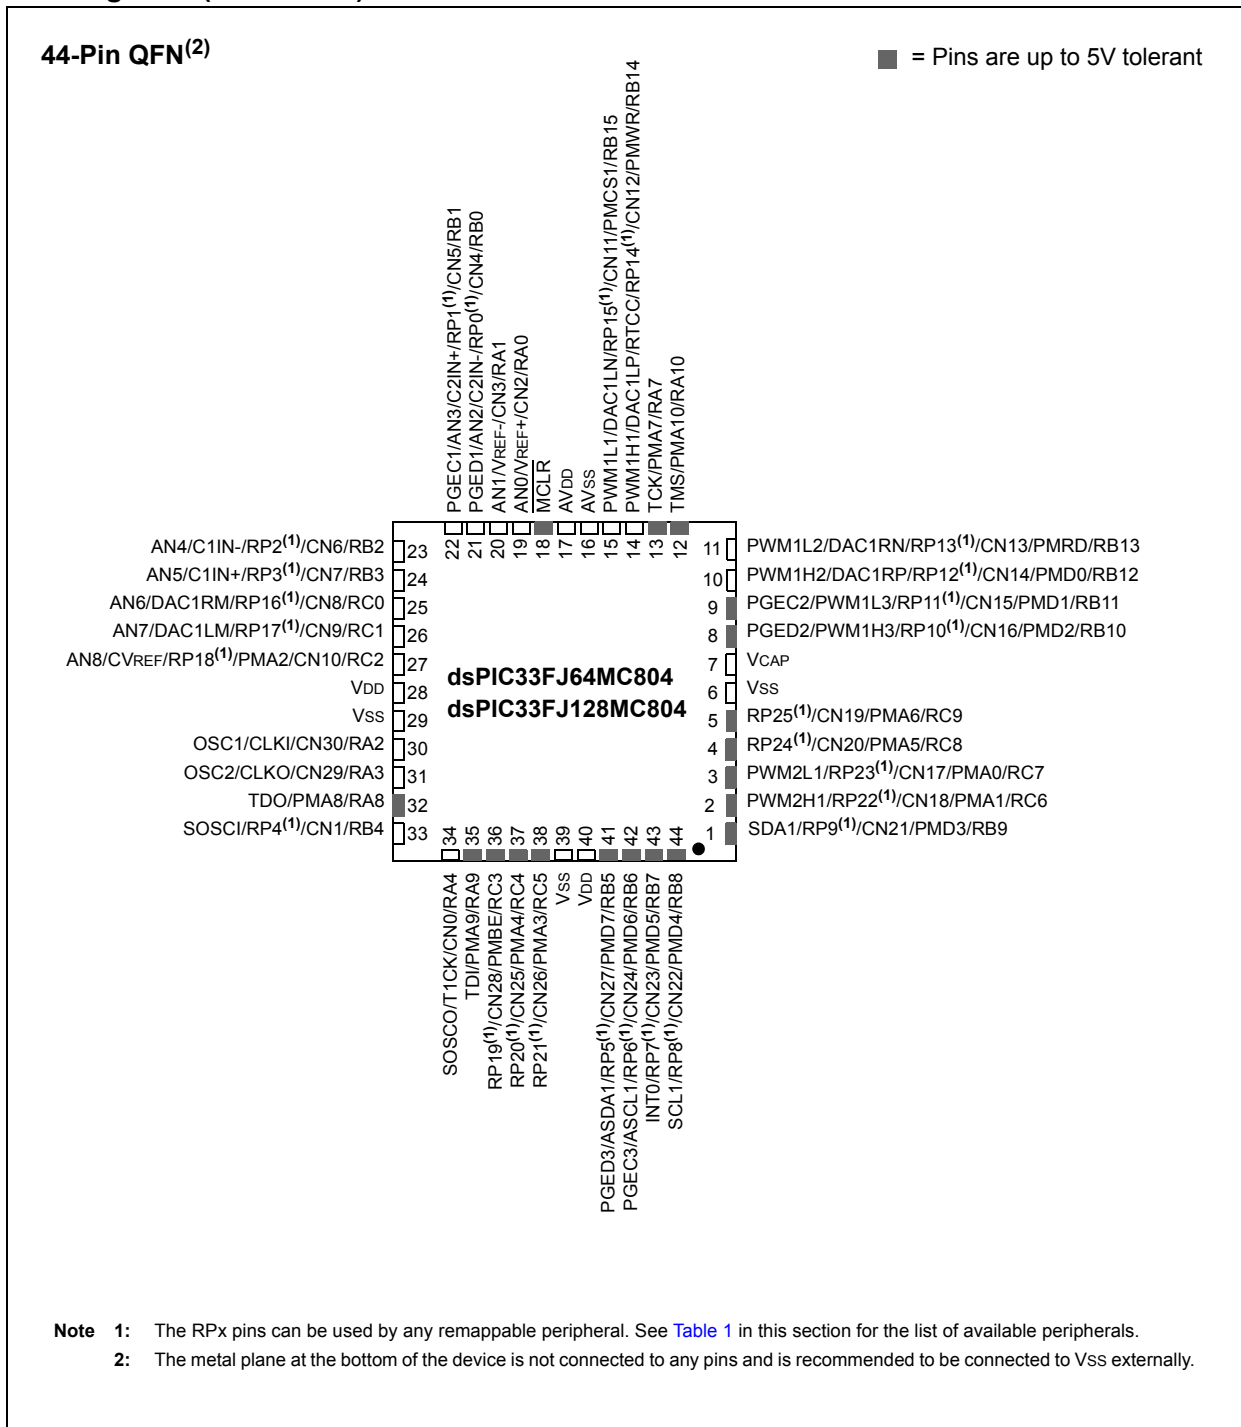 44-Pin QFN(2)
= Pins are up to 5V tolerant
PGEC1/AN3/C2IN+/RP1(1)/CN5/RB1
PGED1/AN2/C2IN-/RP0(1)/CN4/RB0
AN1/VREF-/CN3/RA1
AN0/VREF+/CN2/RA0
MCLR
AVDD
AVSS
PWM1L1/DAC1LN/RP15(1)/CN11/PMCS1/RB15
PWM1H1/DAC1LP/RTCC/RP14(1)/CN12/PMWR/RB14
TCK/PMA7/RA7
TMS/PMA10/RA10
22 21 20 19 18 17 16 15 14 13 12
AN4/C1IN-/RP2(1)/CN6/RB2 23
AN5/C1IN+/RP3(1)/CN7/RB3 24
AN6/DAC1RM/RP16(1)/CN8/RC0 25
AN7/DAC1LM/RP17(1)/CN9/RC1 26
AN8/CVREF/RP18(1)/PMA2/CN10/RC2 27
VDD 28
VSS 29
OSC1/CLKI/CN30/RA2 30
OSC2/CLKO/CN29/RA3 31
TDO/PMA8/RA8 32
SOSCI/RP4(1)/CN1/RB4 33
dsPIC33FJ64MC804
dsPIC33FJ128MC804
11 PWM1L2/DAC1RN/RP13(1)/CN13/PMRD/RB13
10 PWM1H2/DAC1RP/RP12(1)/CN14/PMD0/RB12
9 PGEC2/PWM1L3/RP11(1)/CN15/PMD1/RB11
8 PGED2/PWM1H3/RP10(1)/CN16/PMD2/RB10
7 VCAP
6 VSS
5 RP25(1)/CN19/PMA6/RC9
4 RP24(1)/CN20/PMA5/RC8
3 PWM2L1/RP23(1)/CN17/PMA0/RC7
2 PWM2H1/RP22(1)/CN18/PMA1/RC6
1 SDA1/RP9(1)/CN21/PMD3/RB9
34 35 36 37 38 39 40 41 42 43 44
SOSCO/T1CK/CN0/RA4
TDI/PMA9/RA9
RP19(1)/CN28/PMBE/RC3
RP20(1)/CN25/PMA4/RC4
RP21(1)/CN26/PMA3/RC5
VSS
VDD
PGED3/ASDA1/RP5(1)/CN27/PMD7/RB5
PGEC3/ASCL1/RP6(1)/CN24/PMD6/RB6
INT0/RP7(1)/CN23/PMD5/RB7
SCL1/RP8(1)/CN22/PMD4/RB8
Note 1: The RPx pins can be used by any remappable peripheral. See Table 1 in this section for the list of available peripherals.
2: The metal plane at the bottom of the device is not connected to any pins and is recommended to be connected to VSS externally.